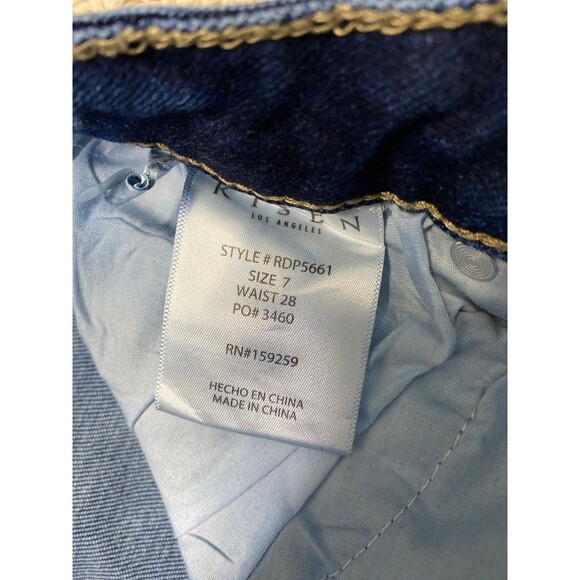 RISEN
LOS ANGELES
STYLE # RDP5661
SIZE 7
WAIST 28
PO# 3460
RN#159259
HECHO EN CHINA
MADE IN CHINA